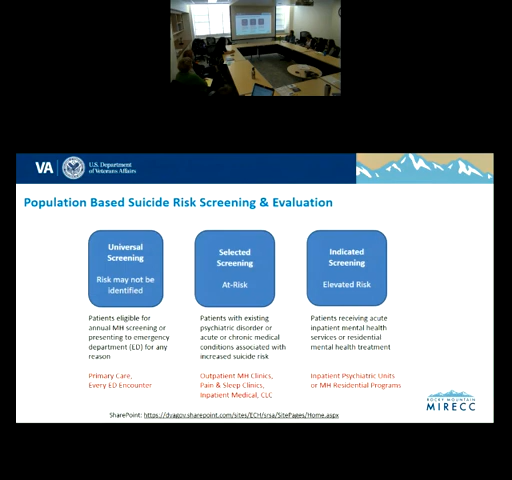 VA
U.S. Department
of Veterans Affairs
Population Based Suicide Risk Screening & Evaluation
Universal
Screening
Risk may not be
identified
Selected
Screening
At-Risk
Indicated
Screening
Elevated Risk
Patients eligible for
annual MH screening or
presenting to emergency
department (ED) for any
reason
Patients with existing
psychiatric disorder or
acute or chronic medical
conditions associated with
increased suicide risk
Patients receiving acute
inpatient mental health
services or residential
mental health treatment
Primary Care,
Every ED Encounter
Outpatient MH Clinics,
Pain & Sleep Clinics,
Inpatient Medical, CLC
Inpatient Psychiatric Units
or MH Residential Programs
ROCKY MOUNTAIN
MIRECC
SharePoint: https://dvagov.sharepoint.com/sites/ECH/srsa/SitePages/Home.aspx